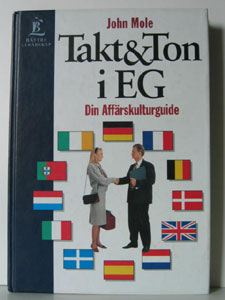 John Mole
Takt&Ton
i EG
Din Affärskulturguide